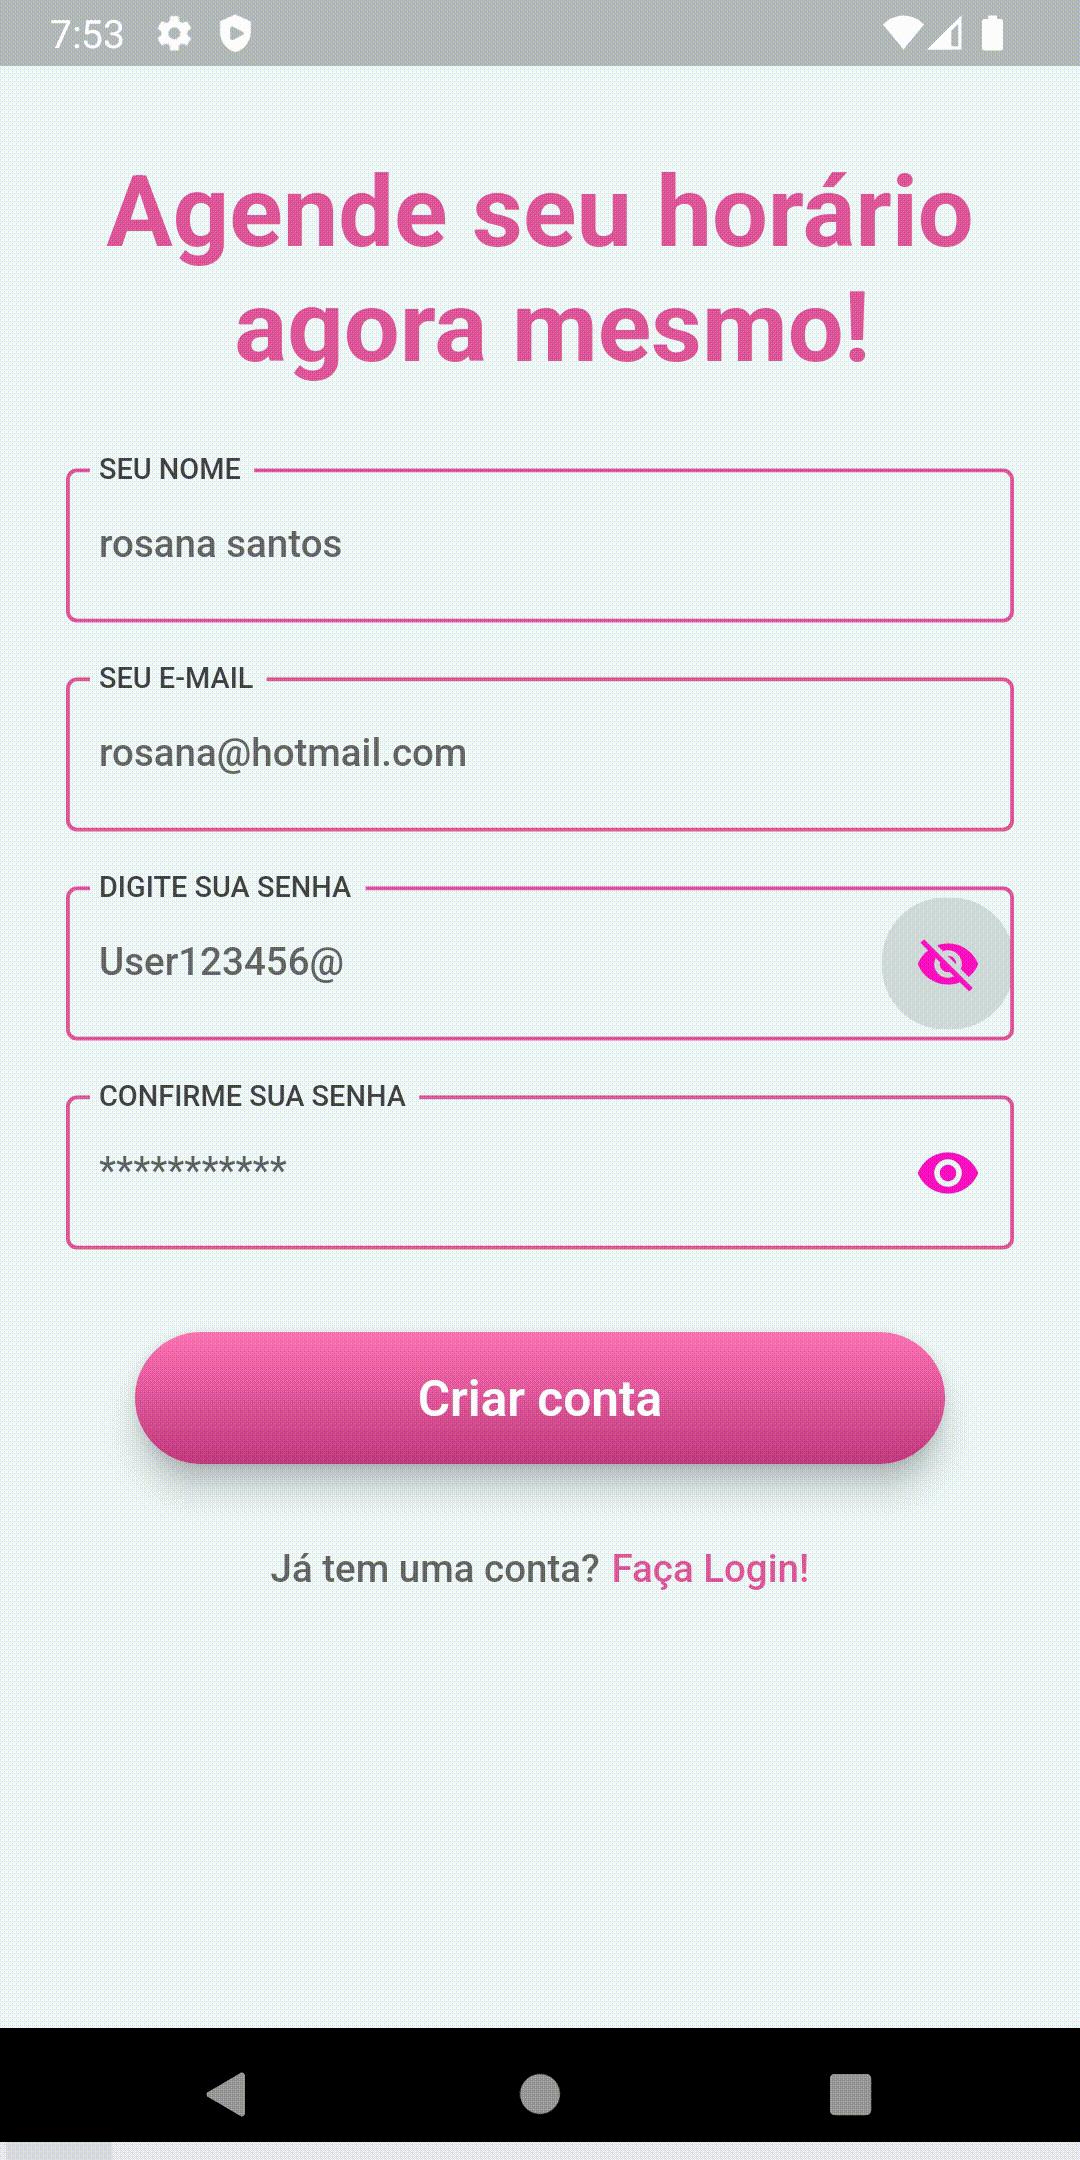 7:53
Agende seu horário
agora mesmo!
SEU NOME
rosana santos
SEU E-MAIL
rosana@hotmail.com
DIGITE SUA SENHA
User123456@
CONFIRME SUA SENHA
***********
Criar conta
Já tem uma conta? Faça Login!